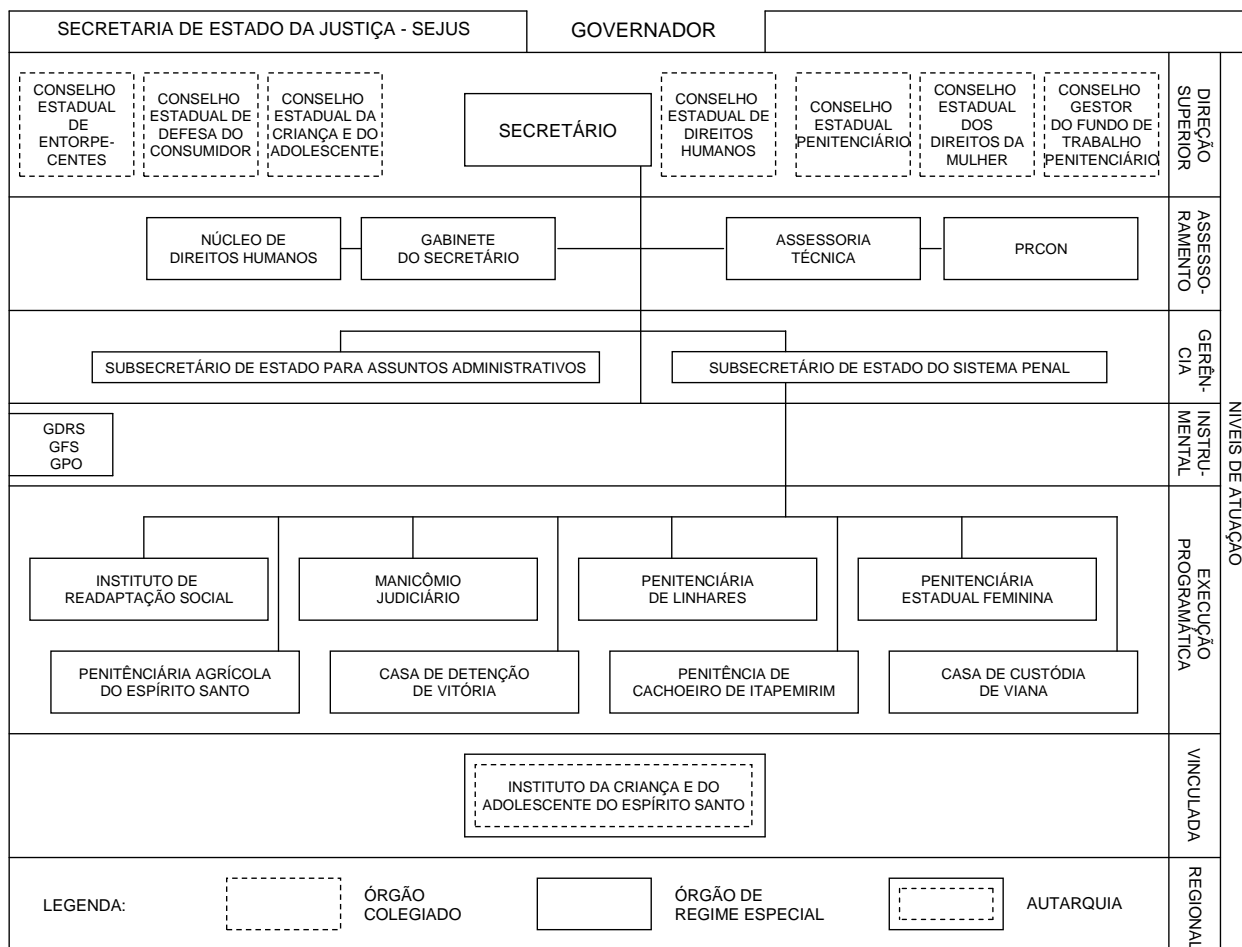 SECRETARIA DE ESTADO DA JUSTIÇA - SEJUS
GOVERNADOR
CONSELHO
ESTADUAL
DE
ENTORPE-
CENTES
CONSELHO
ESTADUAL DE
DEFESA DO
CONSUMIDOR
CONSELHO
ESTADUAL DA
CRIANÇA E DO
ADOLESCENTE
SECRETÁRIO
CONSELHO
ESTADUAL DE
DIREITOS
HUMANOS
CONSELHO
ESTADUAL
PENITENCIÁRIO
CONSELHO
ESTADUAL
DOS
DIREITOS DA
MULHER
CONSELHO
GESTOR
DO FUNDO DE
TRABALHO
PENITENCIÁRIO
DIREÇÃO
SUPERIOR
NÚCLEO DE
DIREITOS HUMANOS
GABINETE
DO SECRETÁRIO
ASSESSORIA
TÉCNICA
PRCON
ASSESSO-
RAMENTO
SUBSECRETÁRIO DE ESTADO PARA ASSUNTOS ADMINISTRATIVOS
SUBSECRETÁRIO DE ESTADO DO SISTEMA PENAL
GERÊN-
CIA
GDRS
GFS
GPO
INSTRU-
MENTAL
NIVEIS DE ATUAÇAO
INSTITUTO DE
READAPTAÇÃO SOCIAL
MANICÔMIO
JUDICIÁRIO
PENITENCIÁRIA
DE LINHARES
PENITENCIÁRIA
ESTADUAL FEMININA
PENITÊNCIÁRIA AGRÍCOLA
DO ESPÍRITO SANTO
CASA DE DETENÇÃO
DE VITÓRIA
PENITÊNCIA DE
CACHOEIRO DE ITAPEMIRIM
CASA DE CUSTÓDIA
DE VIANA
EXECUÇÃO
PROGRAMÁTICA
INSTITUTO DA CRIANÇA E DO
ADOLESCENTE DO ESPÍRITO SANTO
VINCULADA
LEGENDA:
ÓRGÃO
COLEGIADO
ÓRGÃO DE
REGIME ESPECIAL
AUTARQUIA
REGIONAL